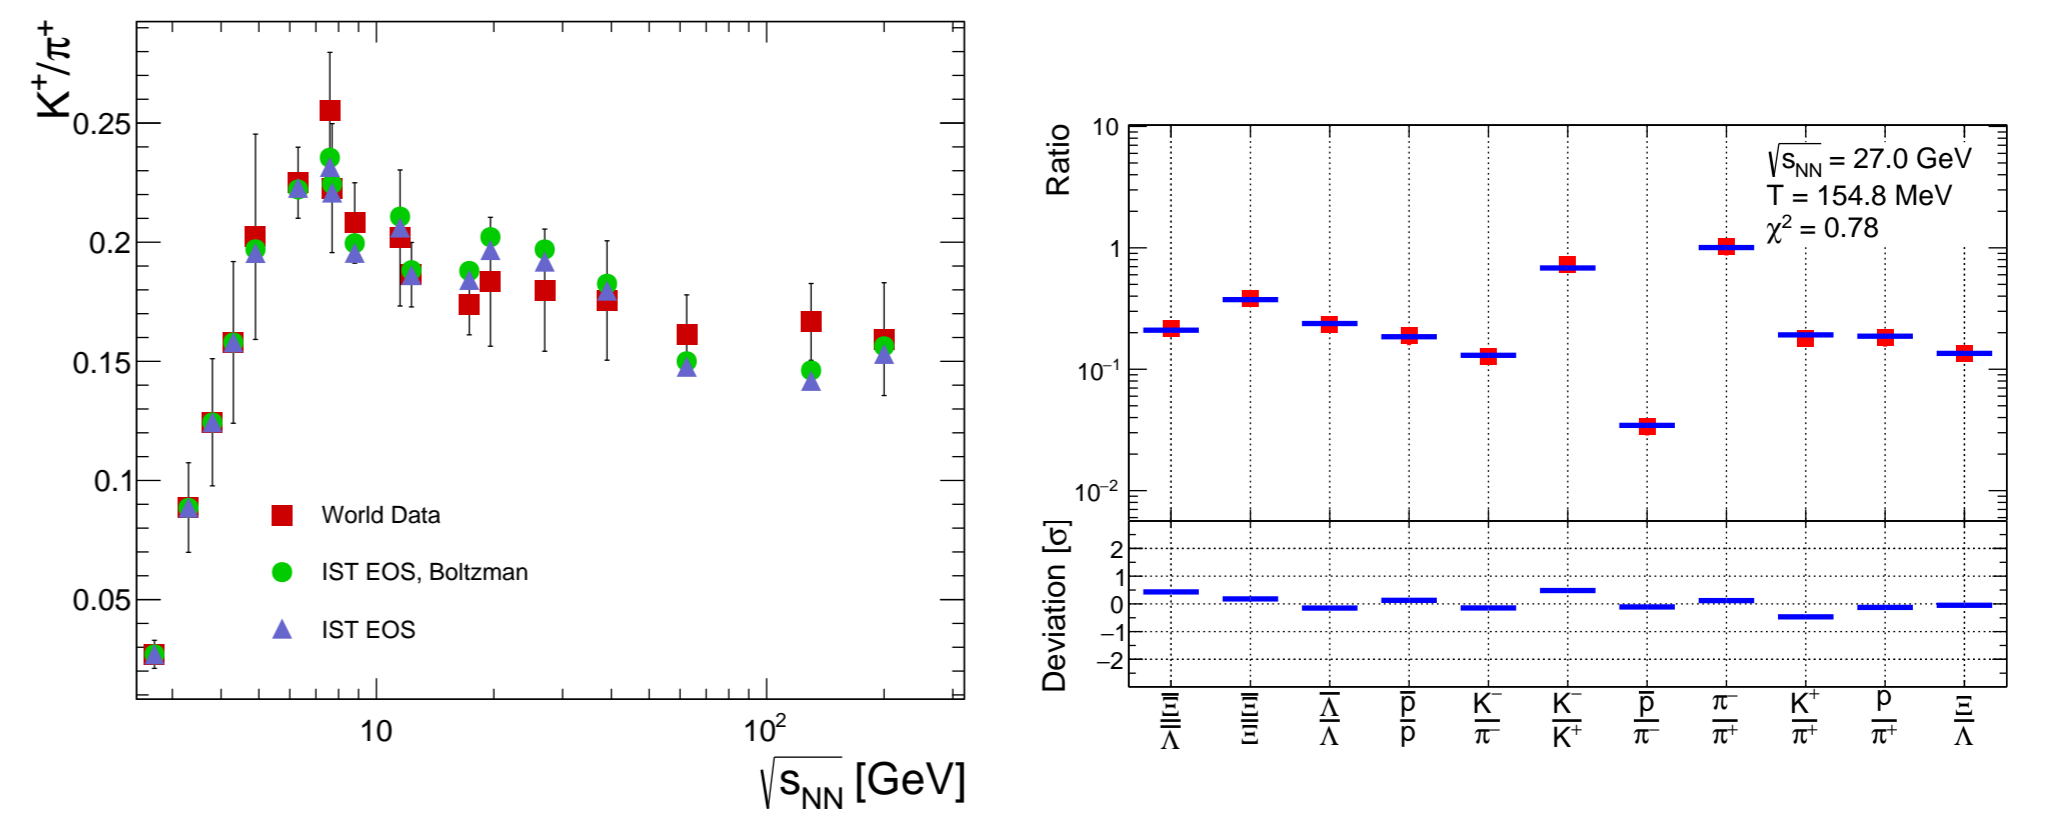 K⁺/π⁺
0.25
0.2
0.15
0.1
0.05
World Data
IST EOS, Boltzman
IST EOS
10
10²
√s_NN [GeV]
Ratio
10
1
10⁻¹
10⁻²
√s_NN = 27.0 GeV
T = 154.8 MeV
χ² = 0.78
Deviation [σ]
2
1
0
−1
−2
Ξ̅ Ξ̅ Λ̅ p̅ K⁻ K⁻ p̅ π⁻ K⁺ p Ξ
Λ̅ Ξ Λ p π⁻ K⁺ π⁻ π⁺ π⁺ π⁺ Λ